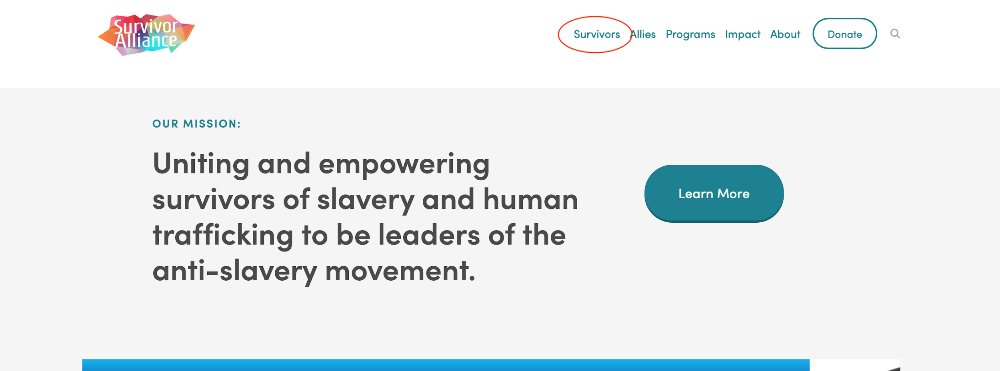 Survivor
Alliance
Survivors Allies Programs Impact About Donate
OUR MISSION:
Uniting and empowering
survivors of slavery and human
trafficking to be leaders of the
anti-slavery movement.
Learn More